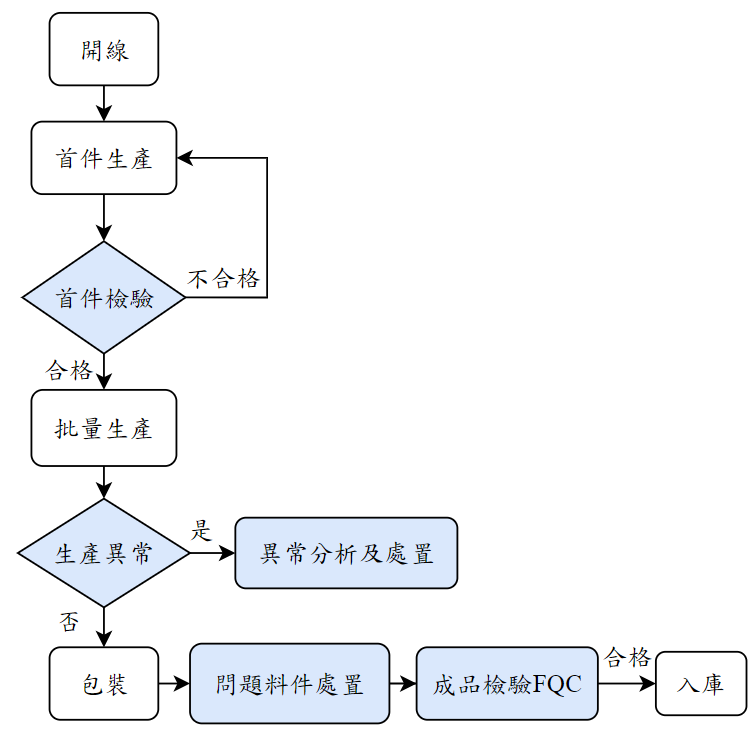 開線
首件生產
首件檢驗
不合格
合格
批量生產
生產異常
是
異常分析及處置
否
包裝
問題料件處置
成品檢驗FQC
合格
入庫